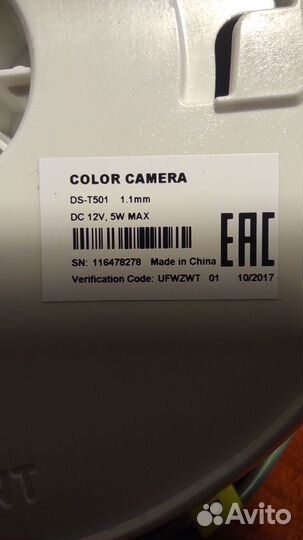 COLOR CAMERA
DS-T501 1.1mm
DC 12V, 5W MAX
EAC
SN: 116478278 Made in China
Verification Code: UFWZWT 01 10/2017
NT
Avito